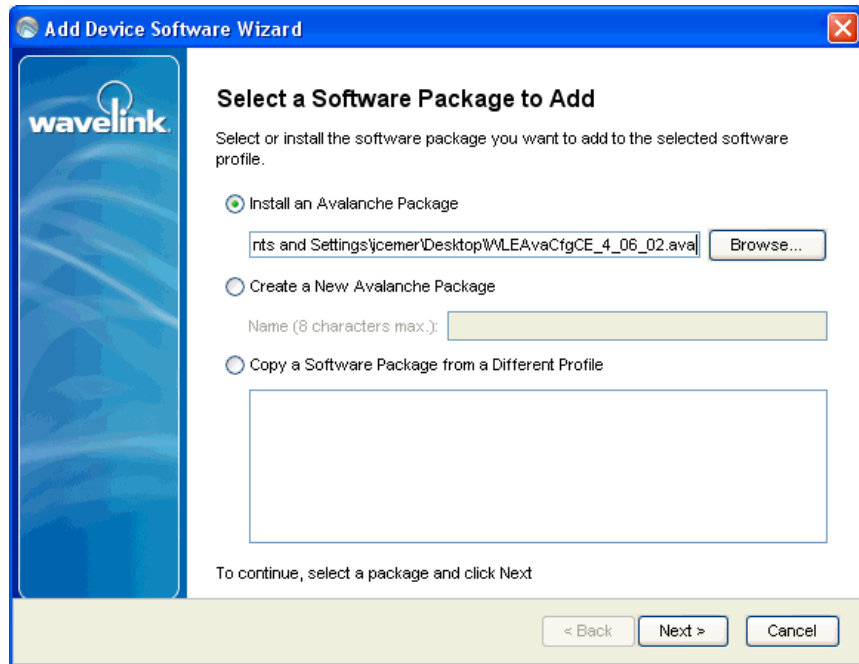 Add Device Software Wizard
wavelink
Select a Software Package to Add
Select or install the software package you want to add to the selected software
profile.
Install an Avalanche Package
nts and Settings\jcemer\Desktop\WLEAvaCfgCE_4_06_02.ava
Browse...
Create a New Avalanche Package
Name (8 characters max.):
Copy a Software Package from a Different Profile
To continue, select a package and click Next
< Back
Next >
Cancel